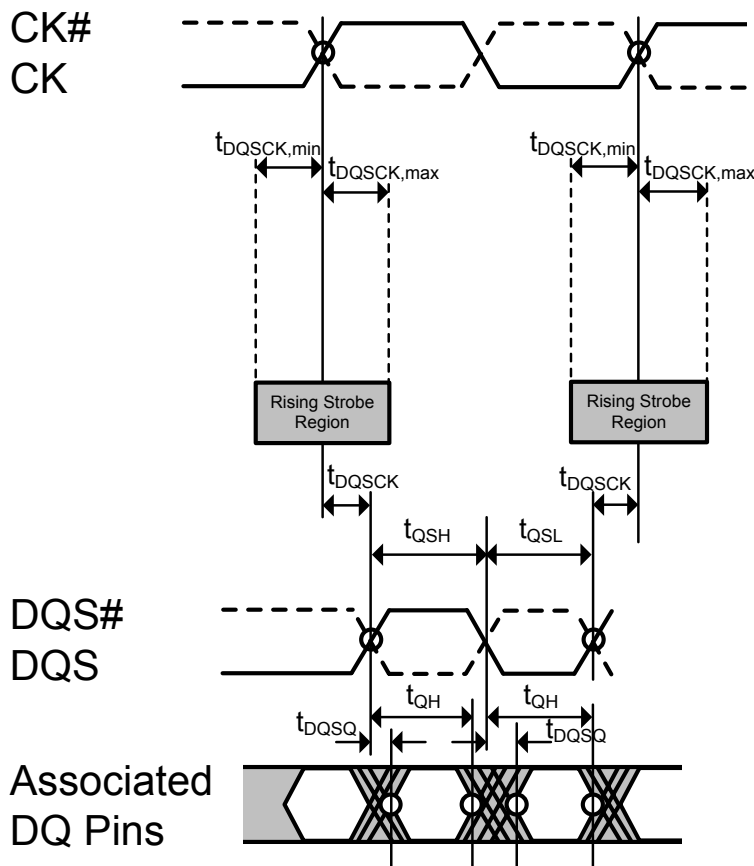 CK#
CK
tDQSCK,min
tDQSCK,max
tDQSCK,min
tDQSCK,max
Rising Strobe
Region
Rising Strobe
Region
tDQSCK
tDQSCK
tQSH
tQSL
DQS#
DQS
tQH
tQH
tDQSQ
tDQSQ
Associated
DQ Pins